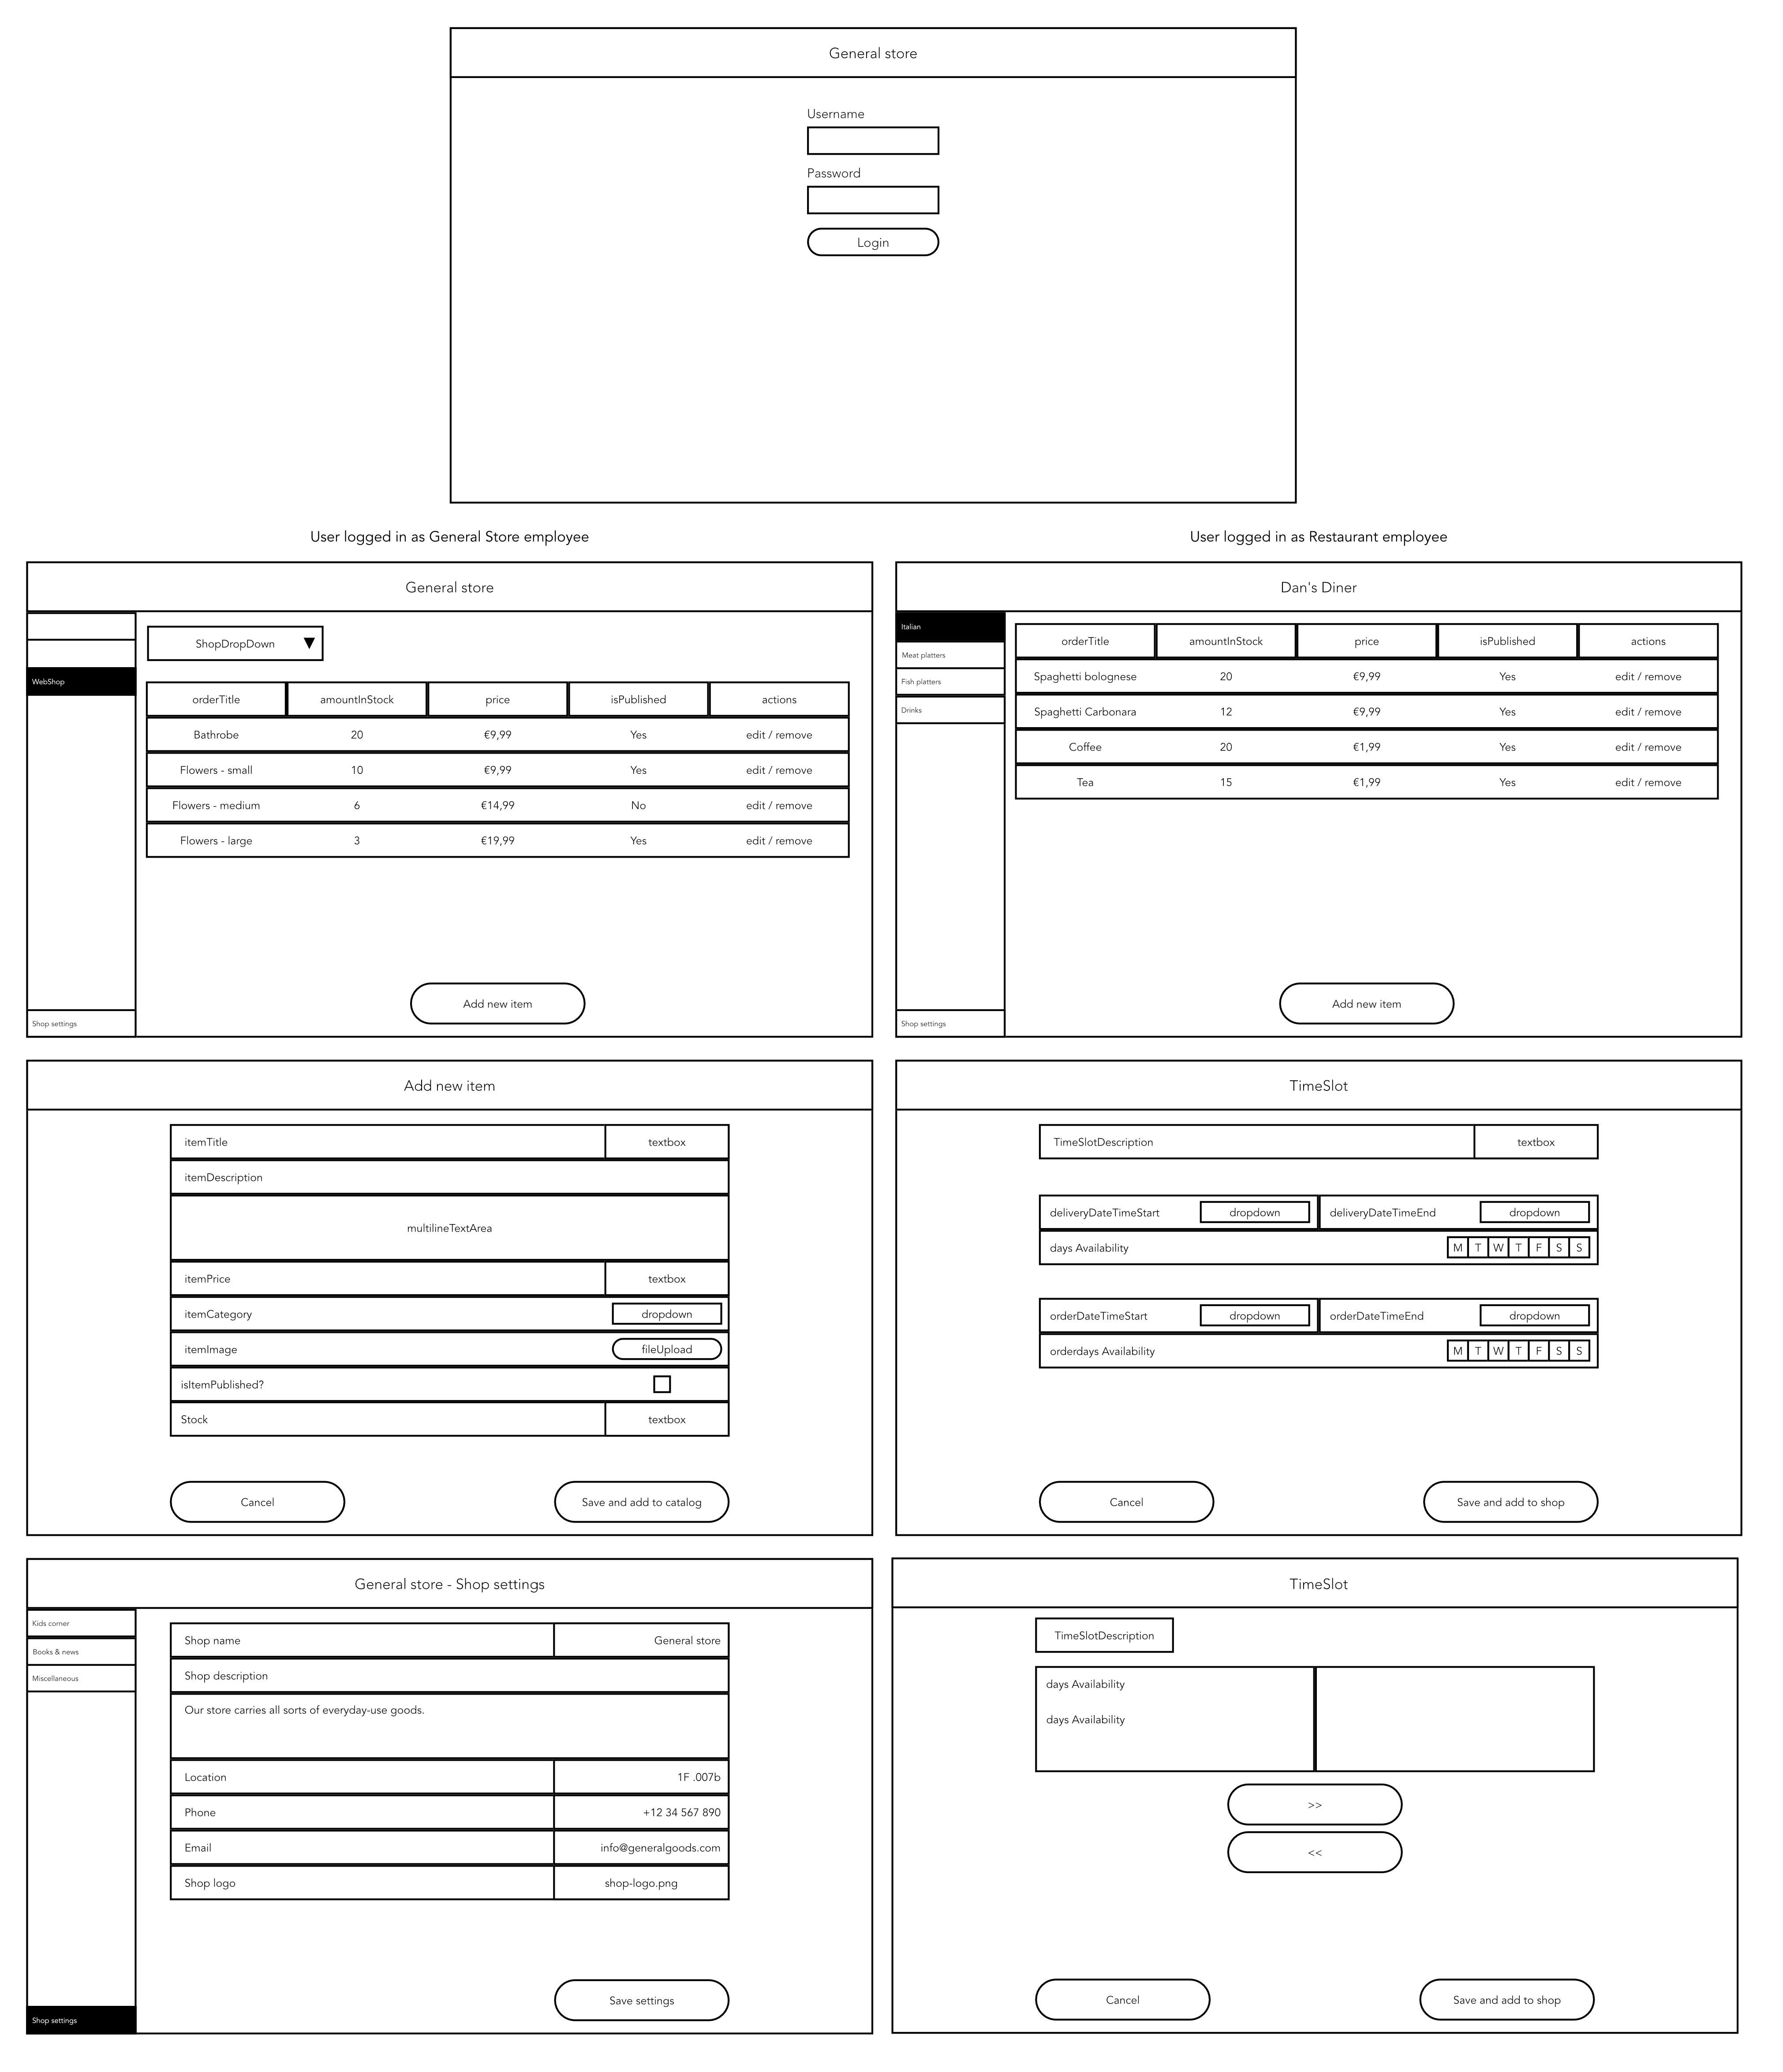 General store
Username
Password
Login
User logged in as General Store employee
General store
ShopDropDown
WebShop
orderTitle amountInStock price isPublished actions
Bathrobe 20 €9,99 Yes edit / remove
Flowers - small 10 €9,99 Yes edit / remove
Flowers - medium 6 €14,99 No edit / remove
Flowers - large 3 €19,99 Yes edit / remove
Add new item
Shop settings
User logged in as Restaurant employee
Dan's Diner
Italian
Meat platters
Fish platters
Drinks
orderTitle amountInStock price isPublished actions
Spaghetti bolognese 20 €9,99 Yes edit / remove
Spaghetti Carbonara 12 €9,99 Yes edit / remove
Coffee 20 €1,99 Yes edit / remove
Tea 15 €1,99 Yes edit / remove
Add new item
Shop settings
Add new item
itemTitle textbox
itemDescription
multilineTextArea
itemPrice textbox
itemCategory dropdown
itemImage fileUpload
isItemPublished?
Stock textbox
Cancel Save and add to catalog
TimeSlot
TimeSlotDescription textbox
deliveryDateTimeStart dropdown deliveryDateTimeEnd dropdown
days Availability M T W T F S S
orderDateTimeStart dropdown orderDateTimeEnd dropdown
orderdays Availability M T W T F S S
Cancel Save and add to shop
General store - Shop settings
Kids corner
Books & news
Miscellaneous
Shop name General store
Shop description
Our store carries all sorts of everyday-use goods.
Location 1F .007b
Phone +12 34 567 890
Email info@generalgoods.com
Shop logo shop-logo.png
Save settings
Shop settings
TimeSlot
TimeSlotDescription
days Availability
days Availability
>>
<<
Cancel Save and add to shop